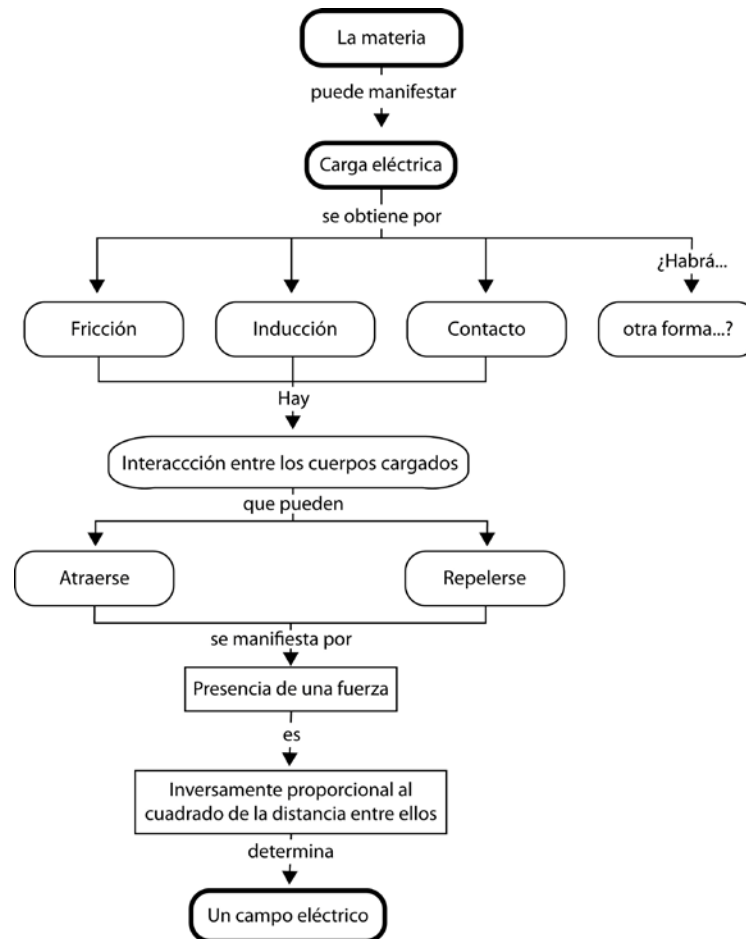 La materia
puede manifestar
Carga eléctrica
se obtiene por
¿Habrá...
Fricción
Inducción
Contacto
otra forma...?
Hay
Interaccción entre los cuerpos cargados
que pueden
Atraerse
Repelerse
se manifiesta por
Presencia de una fuerza
es
Inversamente proporcional al
cuadrado de la distancia entre ellos
determina
Un campo eléctrico